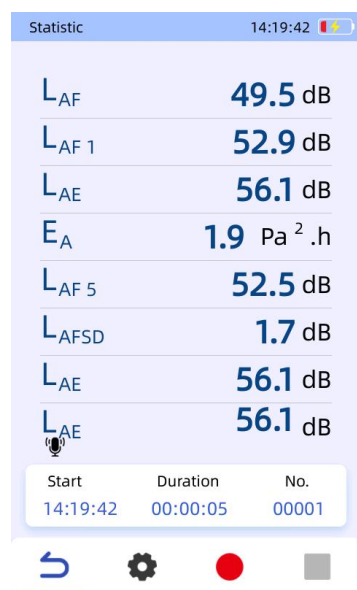 Statistic 14:19:42
LAF 49.5 dB
LAF 1 52.9 dB
LAE 56.1 dB
EA 1.9 Pa ² .h
LAF 5 52.5 dB
LAFSD 1.7 dB
LAE 56.1 dB
LAE 56.1 dB
Start Duration No.
14:19:42 00:00:05 00001